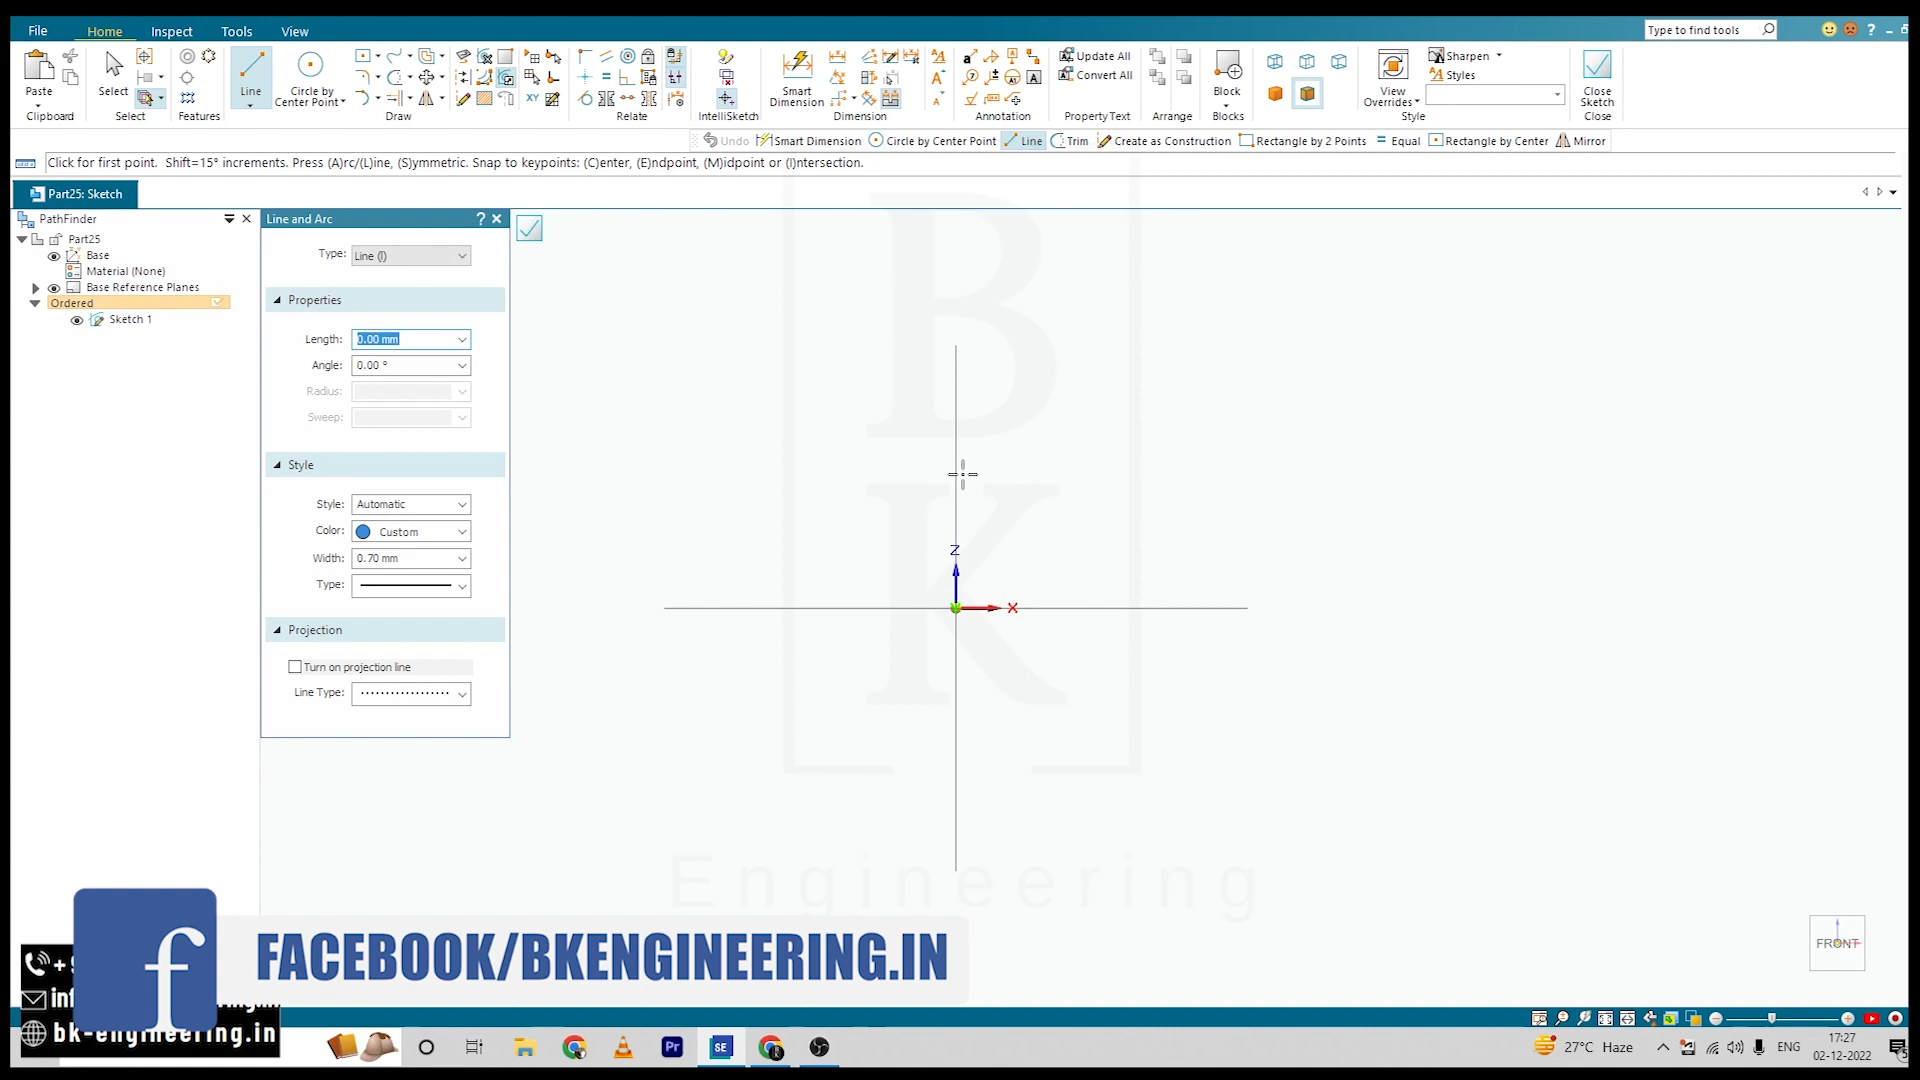 File Home Inspect Tools View
Type to find tools
Paste
Clipboard
Select
Select
Features
Line
Circle by Center Point
Draw
XY
Relate
IntelliSketch
Smart Dimension
Dimension
Annotation
Update All
Convert All
Property Text
Arrange
Block
Blocks
View Overrides
Sharpen
Styles
Style
Close Sketch
Close
Undo Smart Dimension Circle by Center Point Line Trim Create as Construction Rectangle by 2 Points Equal Rectangle by Center Mirror
Click for first point. Shift=15° increments. Press (A)rc/(L)ine, (S)ymmetric. Snap to keypoints: (C)enter, (E)ndpoint, (M)idpoint or (I)ntersection.
Part25: Sketch
PathFinder
Part25
Base
Material (None)
Base Reference Planes
Ordered
Sketch 1
Line and Arc
Type: Line (l)
Properties
Length: 0.00 mm
Angle: 0.00 °
Radius:
Sweep:
Style
Style: Automatic
Color: Custom
Width: 0.70 mm
Type:
Projection
Turn on projection line
Line Type:
B
K
Engineering
Z
X
FRONT
f
FACEBOOK/BKENGINEERING.IN
bk-engineering.in
Pr
SE
27°C Haze
ENG
17:27
02-12-2022